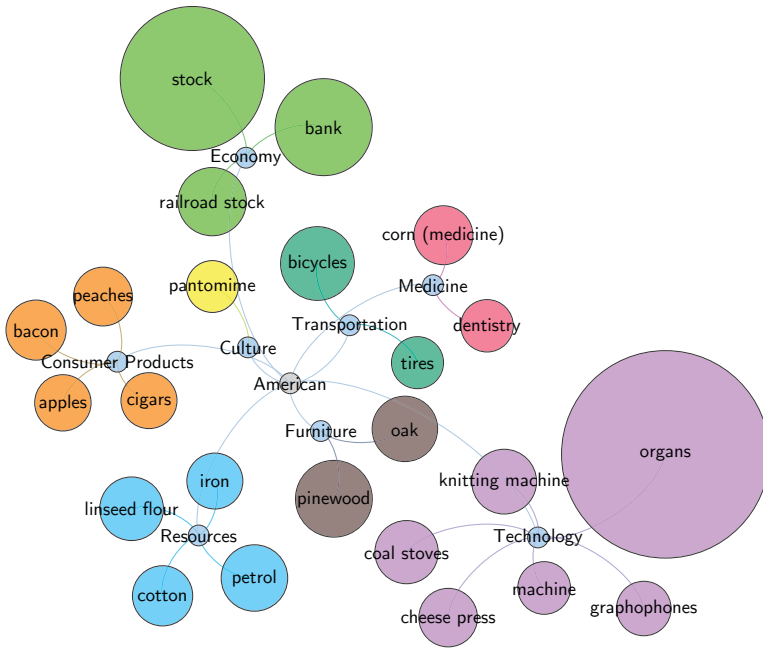 stock
bank
Economy
railroad stock
corn (medicine)
bicycles
pantomime
Medicine
peaches
Transportation
dentistry
bacon
Culture
Consumer Products
tires
American
apples
cigars
Furniture
oak
organs
iron
knitting machine
pinewood
linseed flour
Resources
Technology
coal stoves
petrol
machine
cotton
graphophones
cheese press